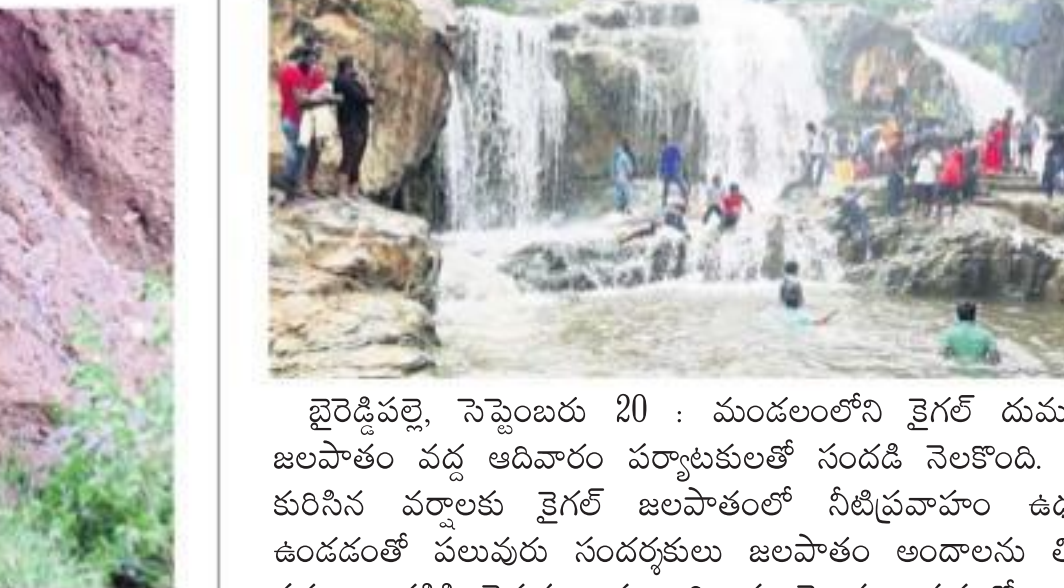 బైరెడ్డిపల్లె, సెప్టెంబరు 20 : మండలంలోని కైగల్
జలపాతం వద్ద ఆదివారం పర్యాటకులతో సందడి నెలకొంది.
కురిసిన వర్షాలకు కైగల్ జలపాతంలో నీటిప్రవాహం
ఉండడంతో పలువురు సందర్శకులు జలపాతం అందాలను